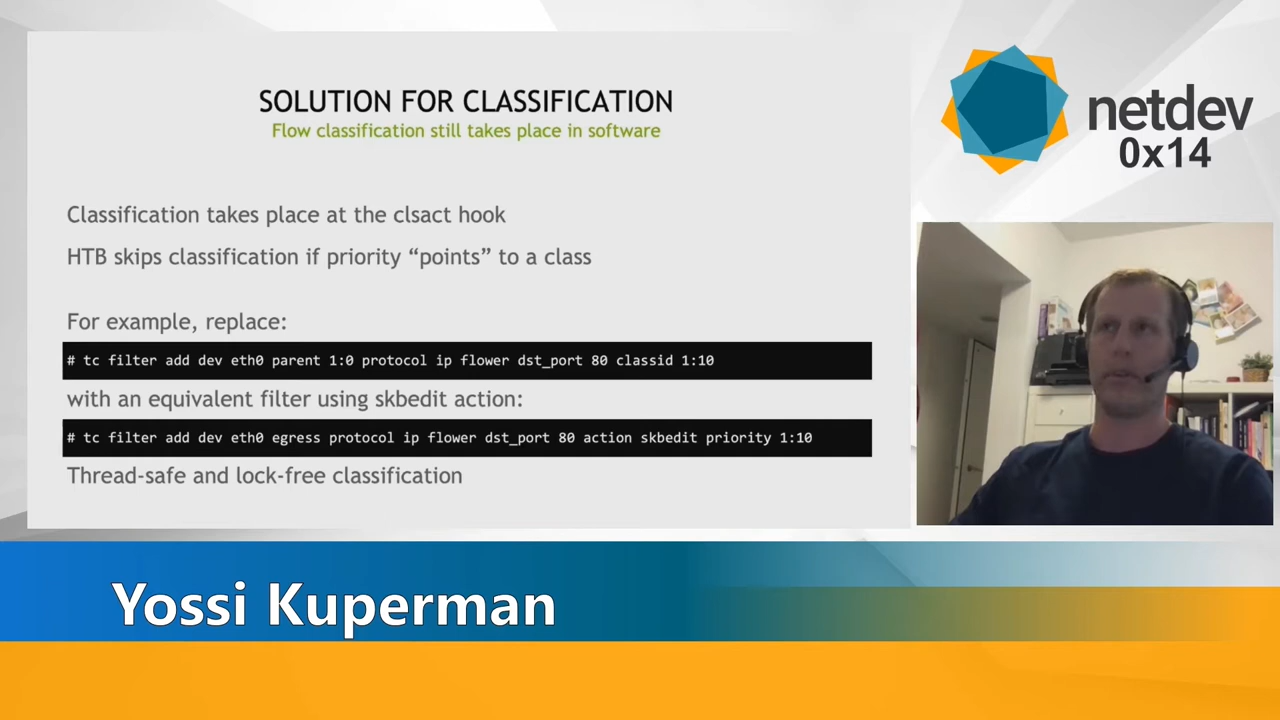 SOLUTION FOR CLASSIFICATION
Flow classification still takes place in software
Classification takes place at the clsact hook
HTB skips classification if priority “points” to a class
For example, replace:
# tc filter add dev eth0 parent 1:0 protocol ip flower dst_port 80 classid 1:10
with an equivalent filter using skbedit action:
# tc filter add dev eth0 egress protocol ip flower dst_port 80 action skbedit priority 1:10
Thread-safe and lock-free classification
netdev
0x14
Yossi Kuperman